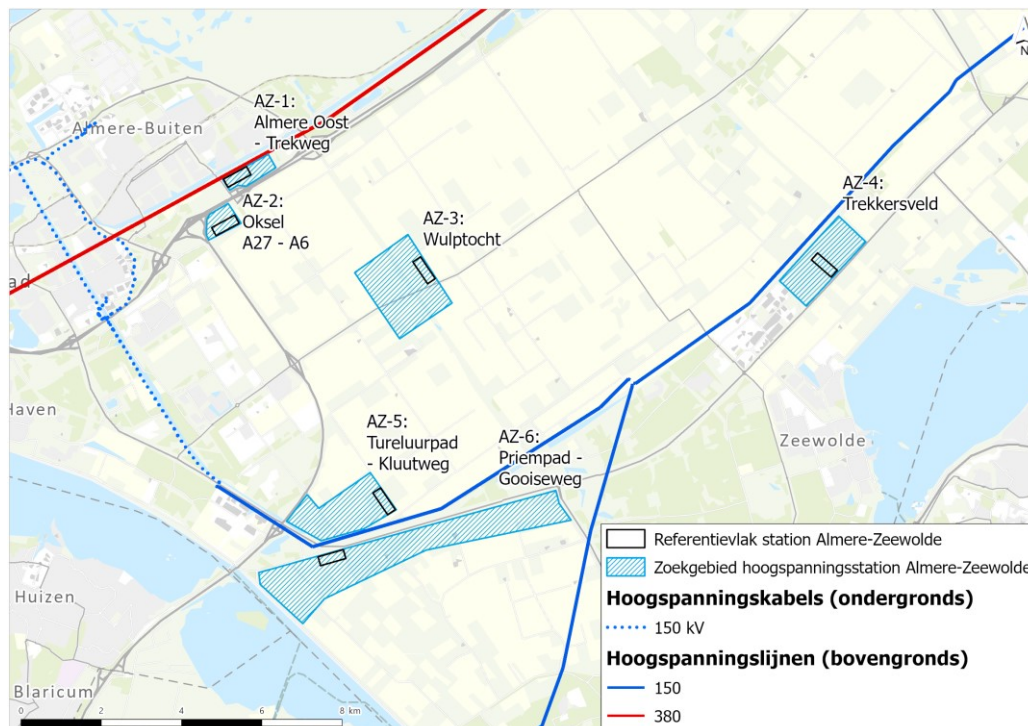 N
AZ-1:
Almere Oost
- Trekweg
Almere-Buiten
AZ-2:
Oksel
A27 - A6
AZ-3:
Wulptocht
AZ-4:
Trekkersveld
ad
Haven
AZ-5:
Tureluurpad
- Kluutweg
AZ-6:
Priempad -
Gooiseweg
Zeewolde
Huizen
Blaricum
0 2 4 6 8 km
Referentievlak station Almere-Zeewolde
Zoekgebied hoogspanningsstation Almere-Zeewolde
Hoogspanningskabels (ondergronds)
150 kV
Hoogspanningslijnen (bovengronds)
150
380